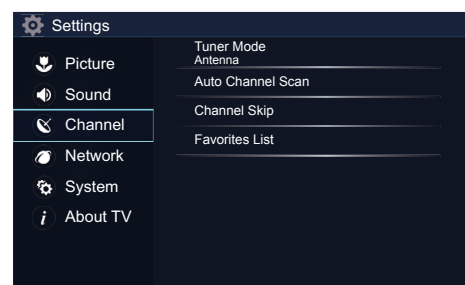 Settings
Picture
Sound
Channel
Network
System
About TV
Tuner Mode
Antenna
Auto Channel Scan
Channel Skip
Favorites List